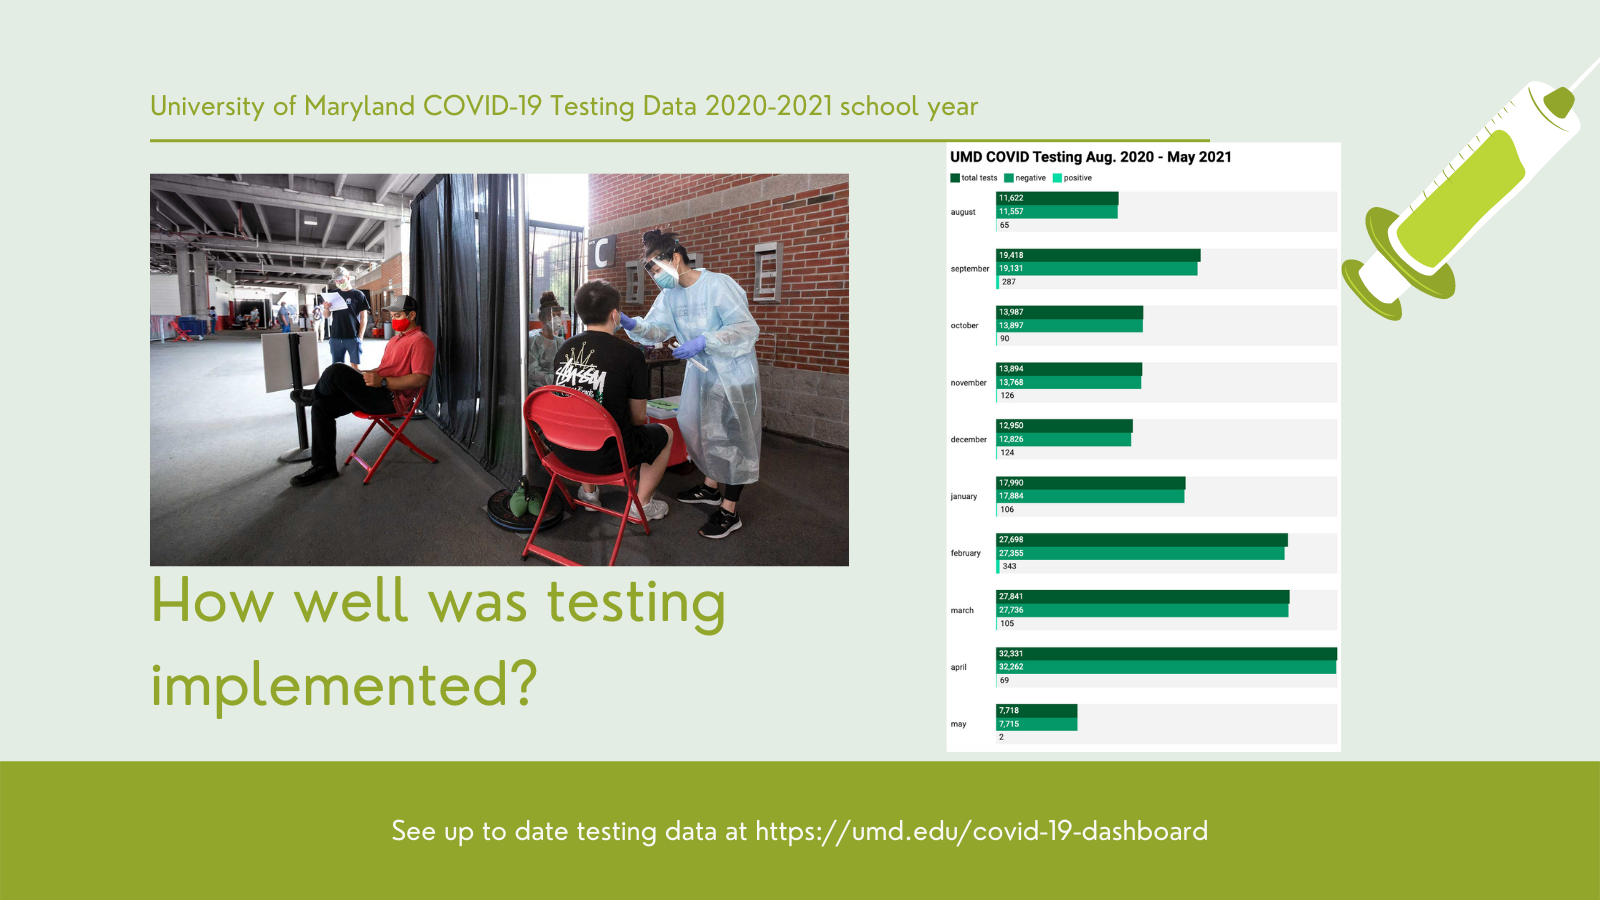 University of Maryland COVID-19 Testing Data 2020-2021 school year
UMD COVID Testing Aug. 2020 - May 2021
total tests negative positive
august
11,622
11,557
65
september
19,418
19,131
287
october
13,987
13,897
90
november
13,894
13,768
126
december
12,950
12,826
124
january
17,990
17,884
106
february
27,698
27,355
343
march
27,841
27,736
105
april
32,331
32,262
69
may
7,718
7,715
2
C
STUSSY
How well was testing
implemented?
See up to date testing data at https://umd.edu/covid-19-dashboard